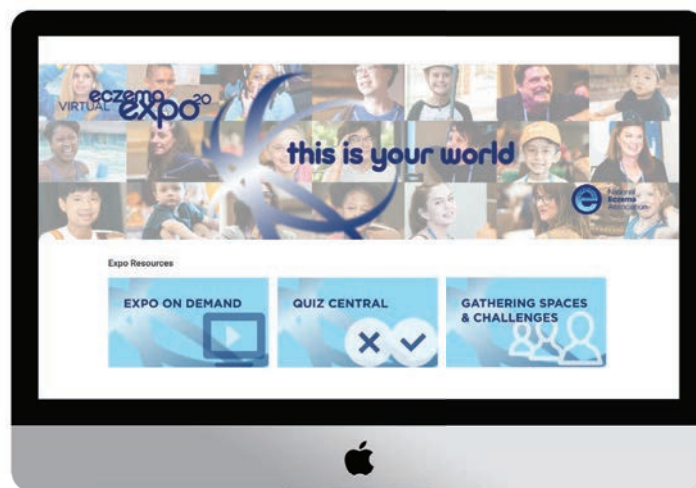 VIRTUAL eczema expo 20
this is your world
National
Eczema
Association
Expo Resources
EXPO ON DEMAND
QUIZ CENTRAL
GATHERING SPACES
& CHALLENGES